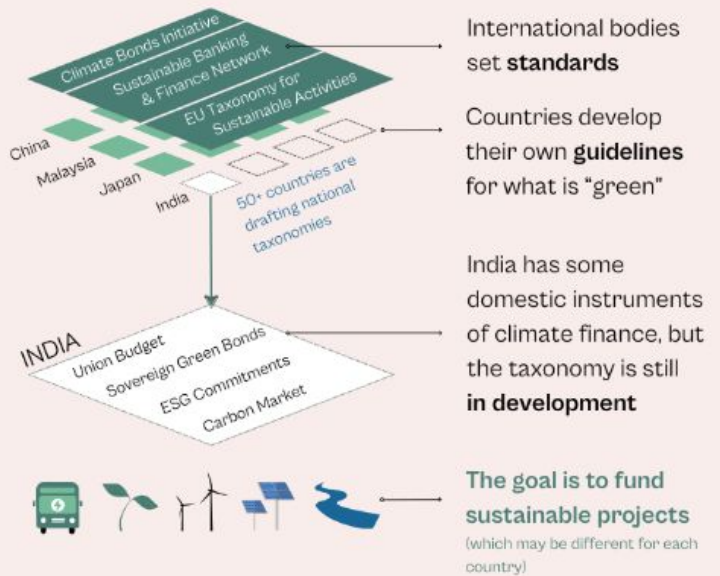 Climate Bonds Initiative
Sustainable Banking
& Finance Network
EU Taxonomy for
Sustainable Activities
International bodies
set standards
China
Malaysia
Japan
India
50+ countries are
drafting national
taxonomies
Countries develop
their own guidelines
for what is “green”
INDIA
Union Budget
Sovereign Green Bonds
ESG Commitments
Carbon Market
India has some
domestic instruments
of climate finance, but
the taxonomy is still
in development
The goal is to fund
sustainable projects
(which may be different for each
country)